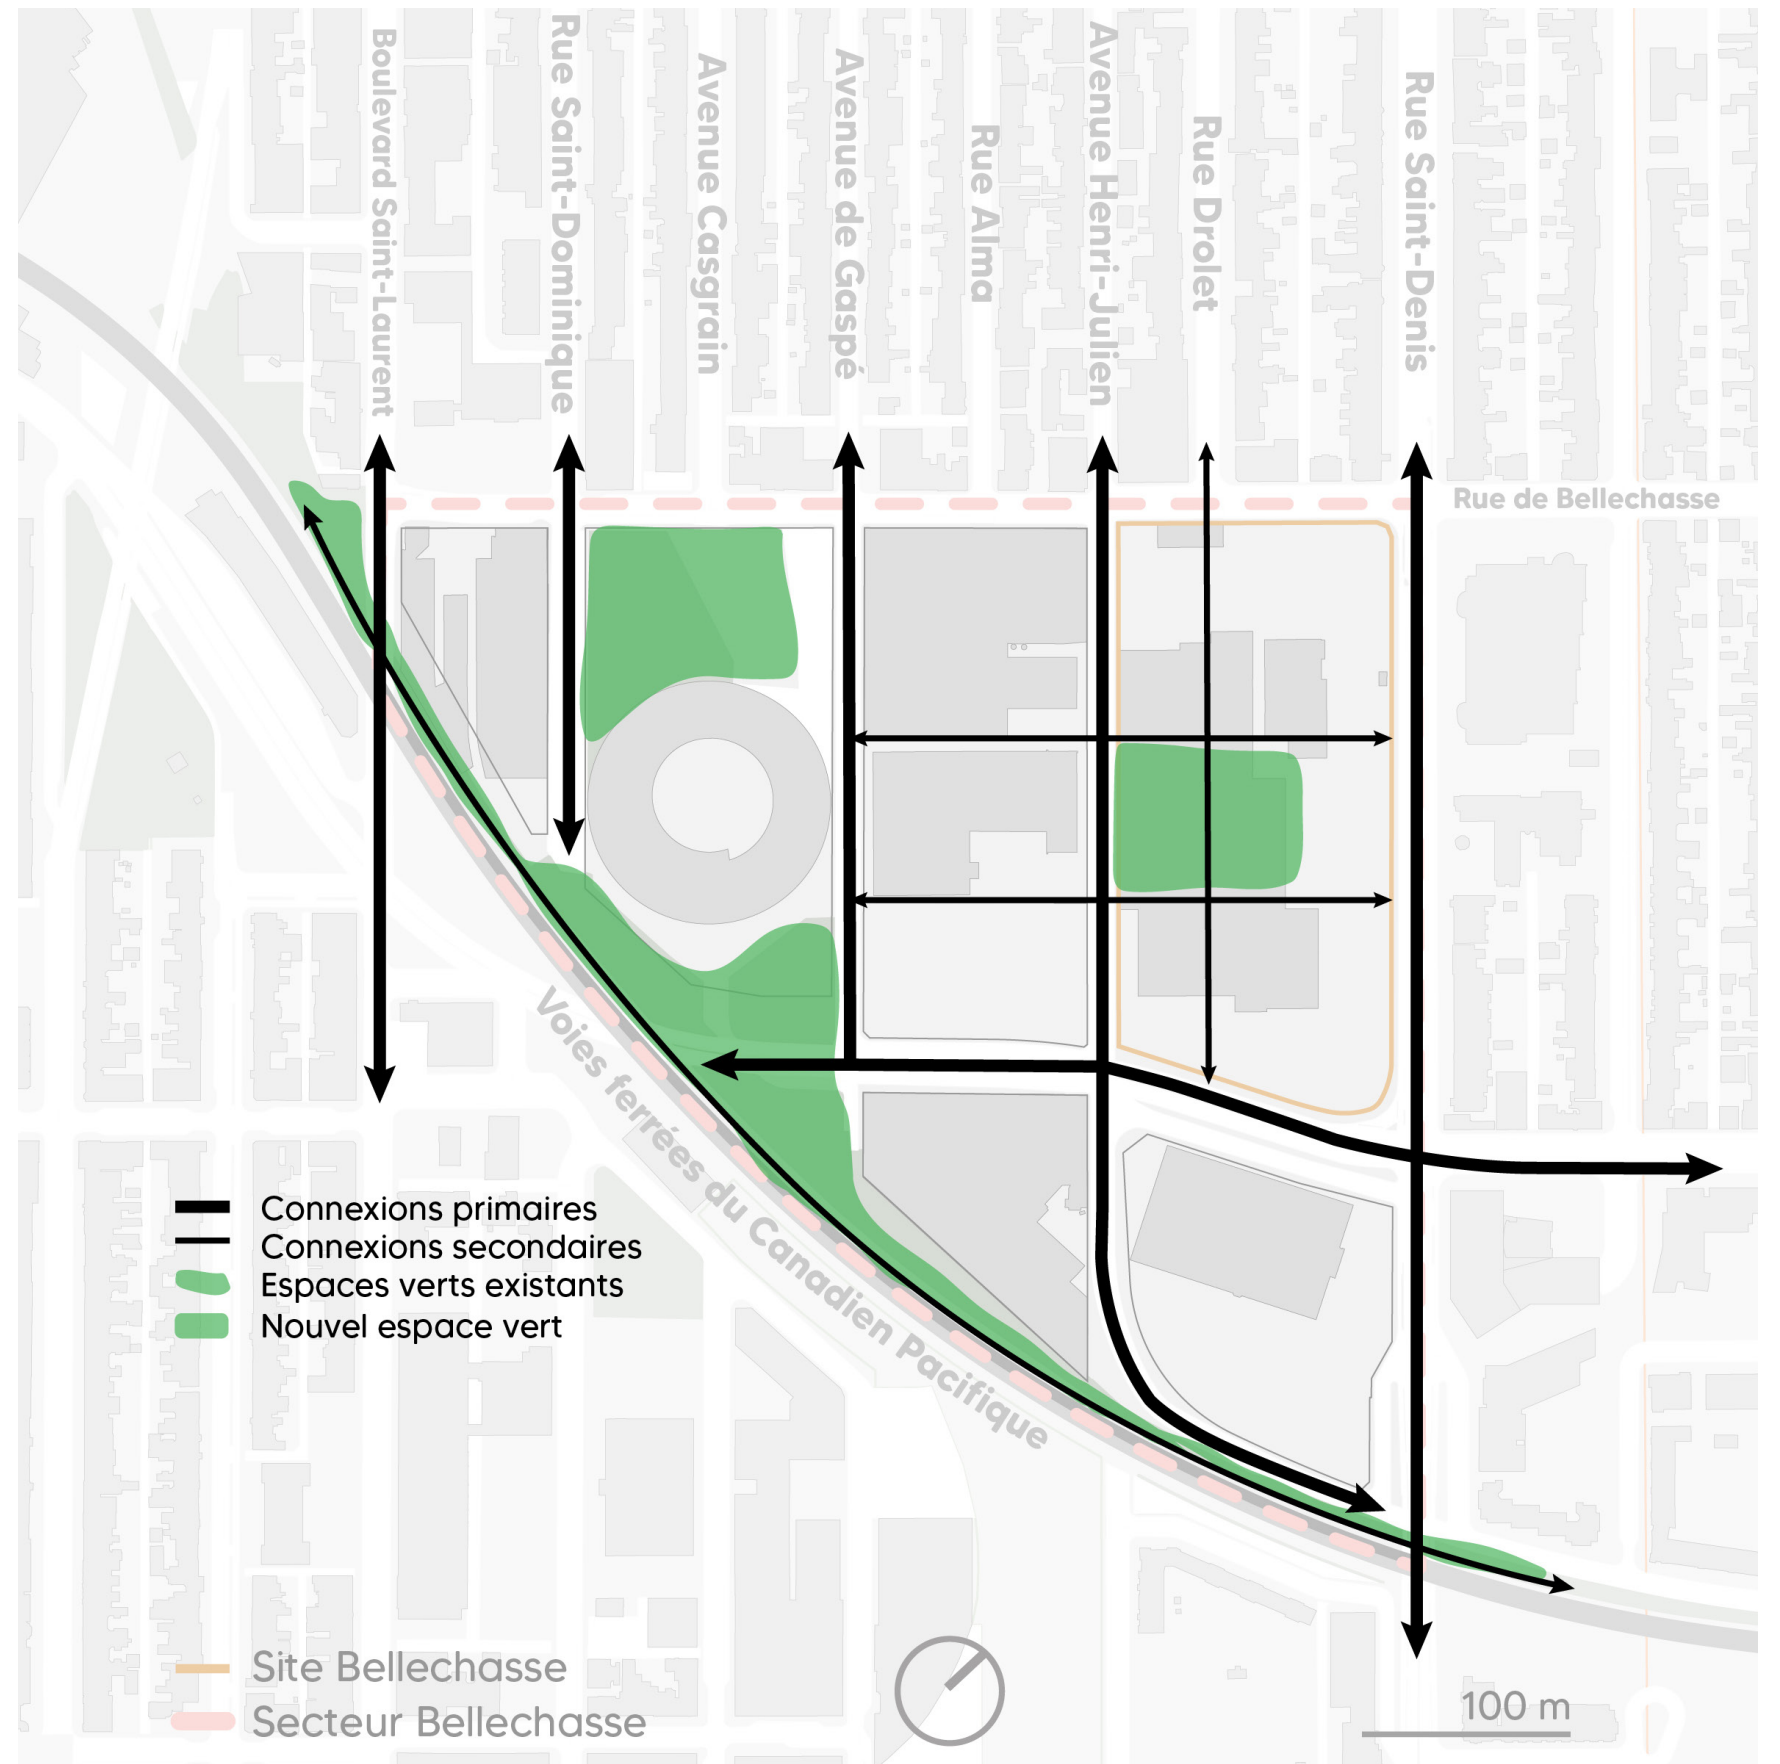 Boulevard Saint-Laurent
Rue Saint-Dominique
Avenue Casgrain
Avenue de Gaspé
Rue Alma
Avenue Henri-Julien
Rue Drolet
Rue Saint-Denis
Rue de Bellechasse
Voies ferrées du Canadien Pacifique
Connexions primaires
Connexions secondaires
Espaces verts existants
Nouvel espace vert
Site Bellechasse
Secteur Bellechasse
100 m